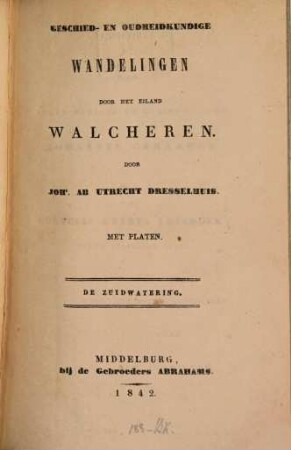 GESCHIED- EN OUDHEIDKUNDIGE
WANDELINGEN
DOOR HET EILAND
WALCHEREN.
DOOR
JOHˢ. AB UTRECHT DRESSELHUIS.
MET PLATEN.
DE ZUIDWATERING.
MIDDELBURG,
bij de Gebroeders ABRAHAMS.
1842.